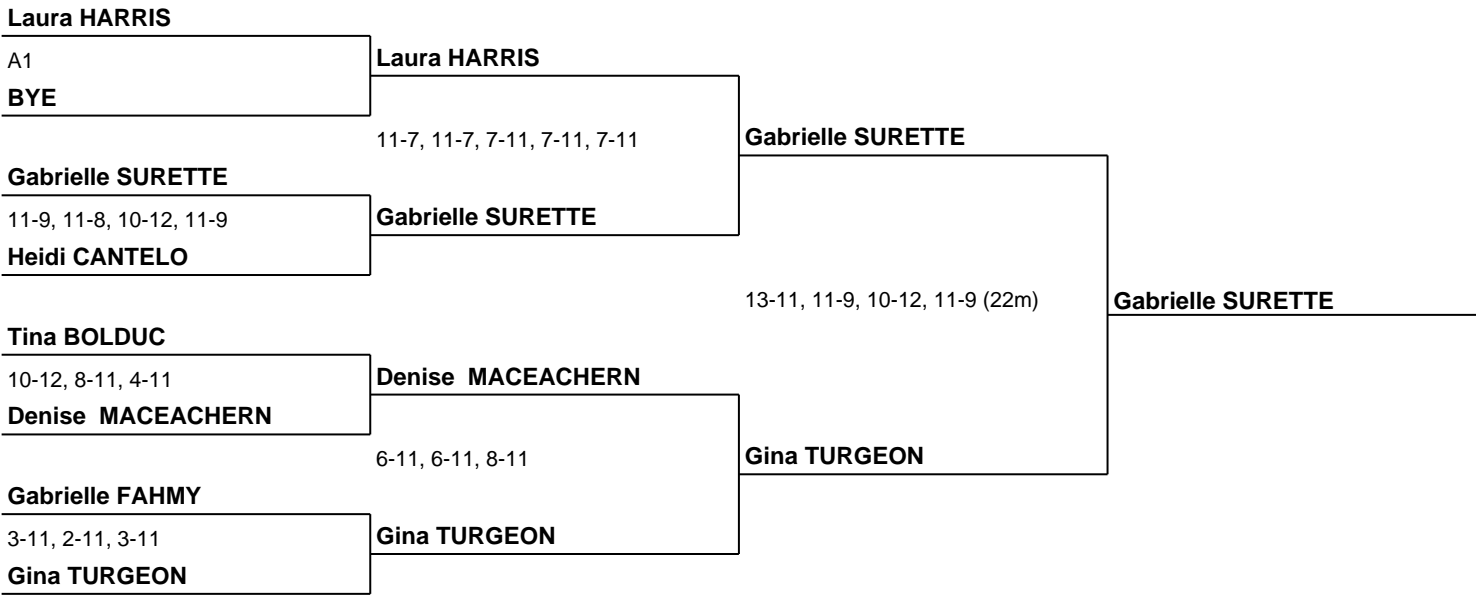 Laura HARRIS
A1
BYE
Gabrielle SURETTE
11-9, 11-8, 10-12, 11-9
Heidi CANTELO
Tina BOLDUC
10-12, 8-11, 4-11
Denise  MACEACHERN
Gabrielle FAHMY
3-11, 2-11, 3-11
Gina TURGEON
Laura HARRIS
11-7, 11-7, 7-11, 7-11, 7-11
Gabrielle SURETTE
Denise  MACEACHERN
6-11, 6-11, 8-11
Gina TURGEON
Gabrielle SURETTE
13-11, 11-9, 10-12, 11-9 (22m)
Gina TURGEON
Gabrielle SURETTE